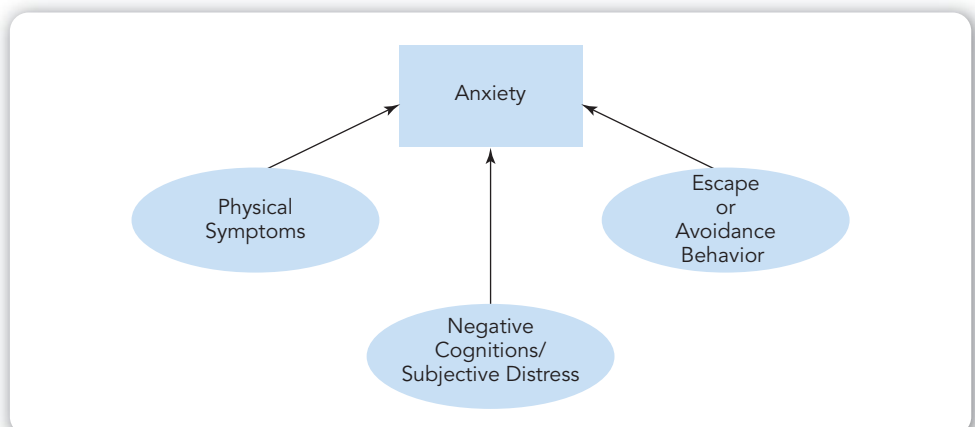 Anxiety
Physical
Symptoms
Escape
or
Avoidance
Behavior
Negative
Cognitions/
Subjective Distress